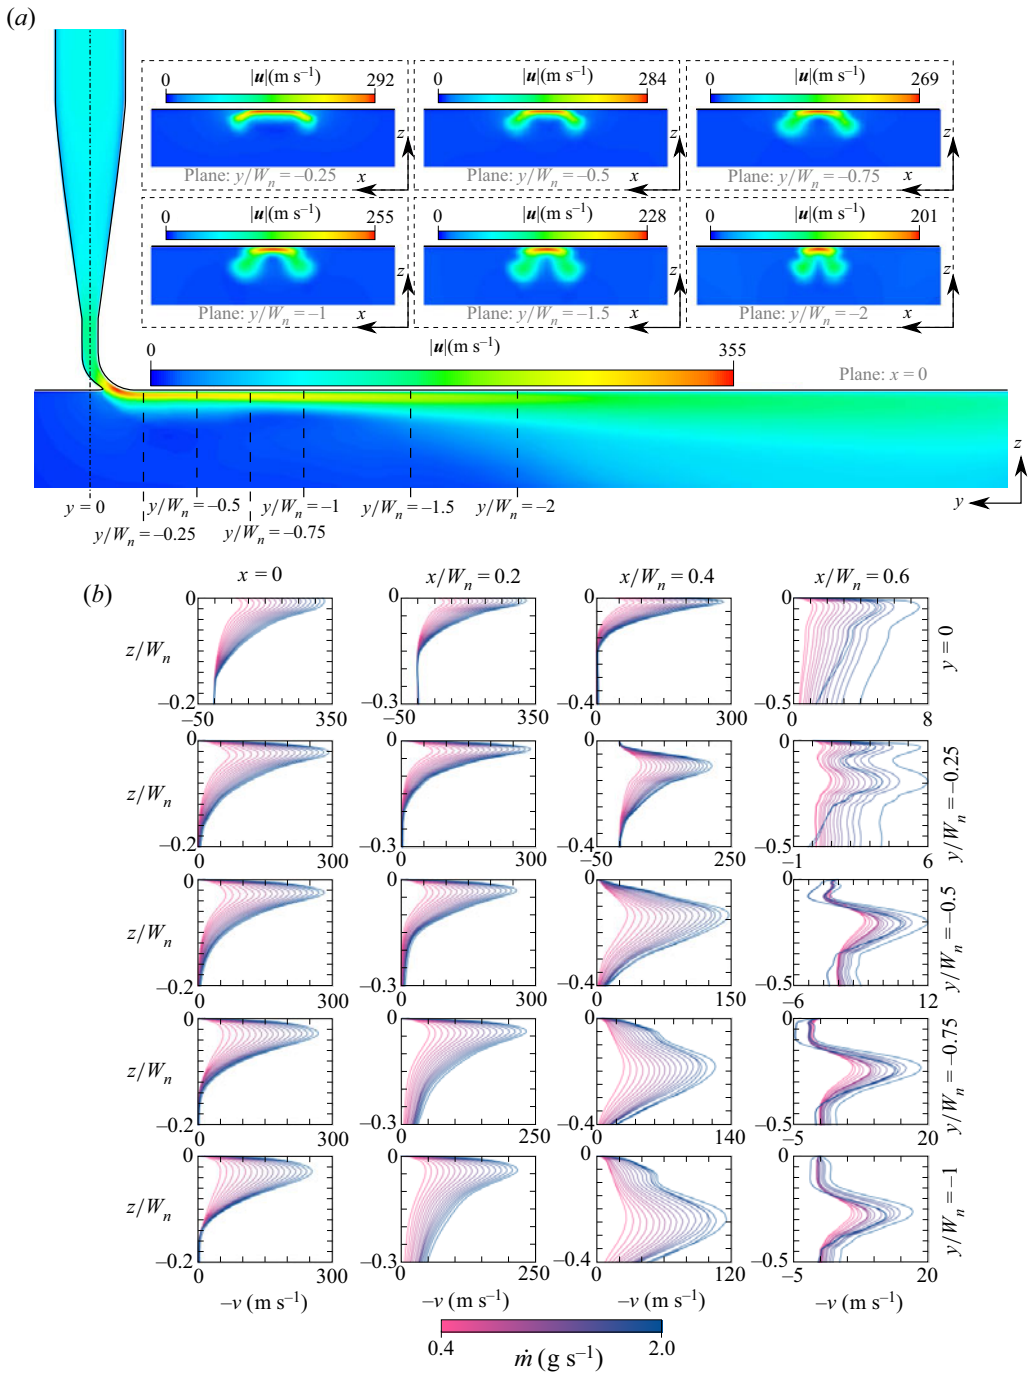 (a)
0 |u|(m s⁻¹) 292
0 |u|(m s⁻¹) 284
0 |u|(m s⁻¹) 269
z
z
z
Plane: y/Wn = −0.25 x
Plane: y/Wn = −0.5 x
Plane: y/Wn = −0.75 x
0 |u|(m s⁻¹) 255
0 |u|(m s⁻¹) 228
0 |u|(m s⁻¹) 201
z
z
z
Plane: y/Wn = −1 x
Plane: y/Wn = −1.5 x
Plane: y/Wn = −2 x
0 |u|(m s⁻¹) 355
Plane: x = 0
z
y
y = 0
y/Wn = −0.25
y/Wn = −0.5
y/Wn = −0.75
y/Wn = −1
y/Wn = −1.5
y/Wn = −2
(b)
x = 0
x/Wn = 0.2
x/Wn = 0.4
x/Wn = 0.6
z/Wn
0 −0.2 −50 350
0 −0.3 −50 350
0 −0.4 0 300
0 −0.5 0 8
y = 0
z/Wn
0 −0.2 0 300
0 −0.3 0 300
0 −0.4 −50 250
0 −0.5 −1 6
y/Wn = −0.25
z/Wn
0 −0.2 0 300
0 −0.3 0 300
0 −0.4 0 150
0 −0.5 −6 12
y/Wn = −0.5
z/Wn
0 −0.2 0 300
0 −0.3 0 250
0 −0.4 0 140
0 −0.5 −5 20
y/Wn = −0.75
z/Wn
0 −0.2 0 300
0 −0.3 0 250
0 −0.4 0 120
0 −0.5 −5 20
y/Wn = −1
−v (m s⁻¹)
−v (m s⁻¹)
−v (m s⁻¹)
−v (m s⁻¹)
0.4 ṁ (g s⁻¹) 2.0